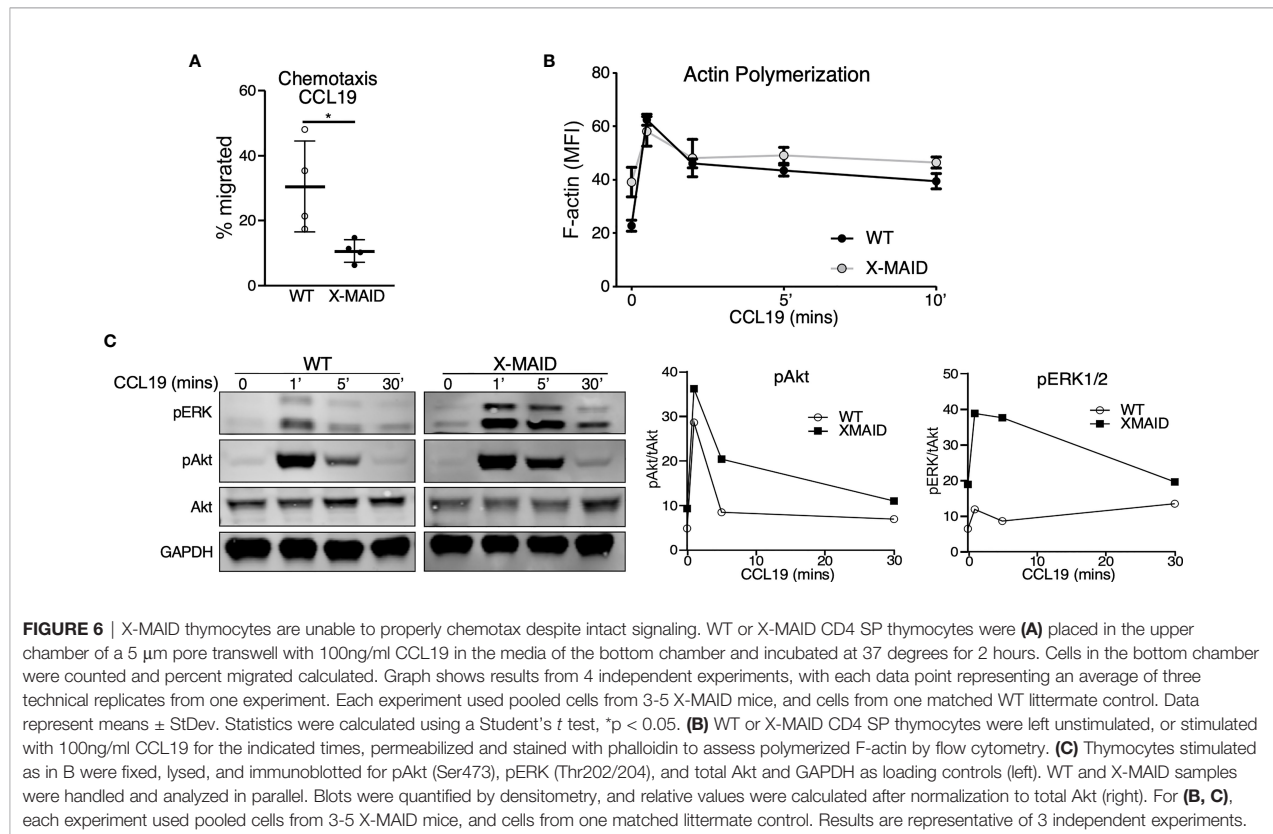 A
Chemotaxis
CCL19
*
60
40
20
0
% migrated
WT X-MAID
B
Actin Polymerization
80
60
40
20
0
F-actin (MFI)
WT
X-MAID
0 5' 10'
CCL19 (mins)
C
WT X-MAID
CCL19 (mins) 0 1' 5' 30' 0 1' 5' 30'
pERK
pAkt
Akt
GAPDH
pAkt
40
30
20
10
0
pAkt/tAkt
WT
XMAID
0 10 20 30
CCL19 (mins)
pERK1/2
50
40
30
20
10
0
pERK/tAkt
WT
XMAID
0 10 20 30
CCL19 (mins)
FIGURE 6 | X-MAID thymocytes are unable to properly chemotax despite intact signaling. WT or X-MAID CD4 SP thymocytes were (A) placed in the upper
chamber of a 5 μm pore transwell with 100ng/ml CCL19 in the media of the bottom chamber and incubated at 37 degrees for 2 hours. Cells in the bottom chamber
were counted and percent migrated calculated. Graph shows results from 4 independent experiments, with each data point representing an average of three
technical replicates from one experiment. Each experiment used pooled cells from 3-5 X-MAID mice, and cells from one matched WT littermate control. Data
represent means ± StDev. Statistics were calculated using a Student's t test, *p < 0.05. (B) WT or X-MAID CD4 SP thymocytes were left unstimulated, or stimulated
with 100ng/ml CCL19 for the indicated times, permeabilized and stained with phalloidin to assess polymerized F-actin by flow cytometry. (C) Thymocytes stimulated
as in B were fixed, lysed, and immunoblotted for pAkt (Ser473), pERK (Thr202/204), and total Akt and GAPDH as loading controls (left). WT and X-MAID samples
were handled and analyzed in parallel. Blots were quantified by densitometry, and relative values were calculated after normalization to total Akt (right). For (B, C),
each experiment used pooled cells from 3-5 X-MAID mice, and cells from one matched littermate control. Results are representative of 3 independent experiments.